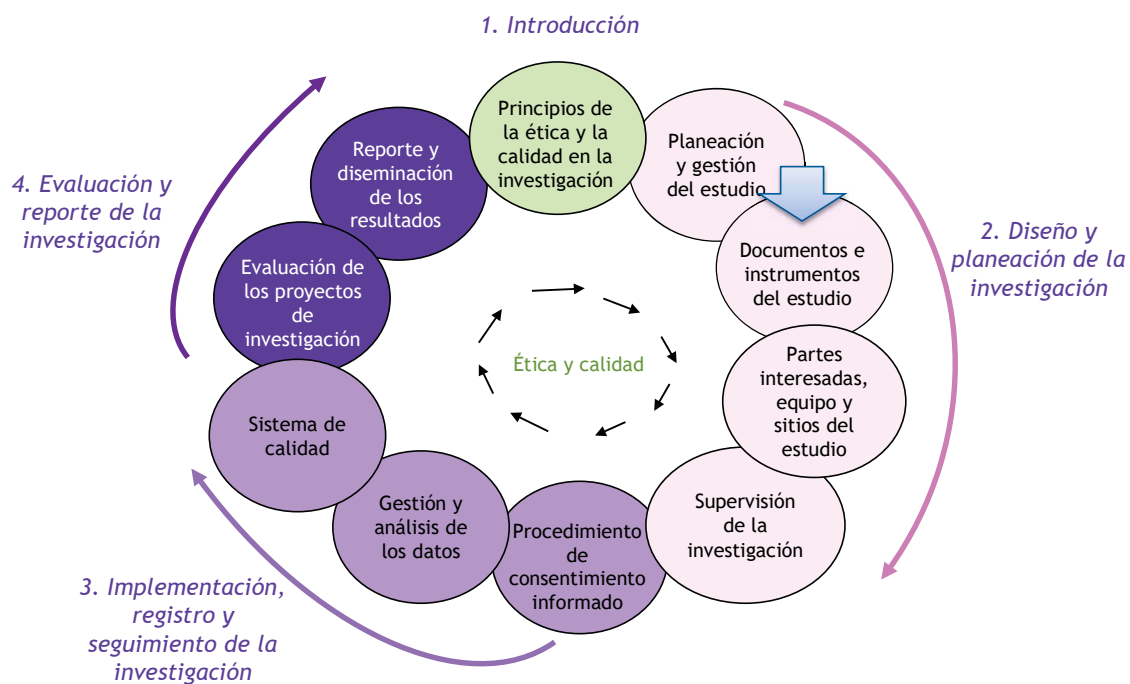 1. Introducción
Principios de
la ética y la
calidad en la
investigación
Planeación
y gestión
del estudio
Documentos e
instrumentos
del estudio
2. Diseño y
planeación de la
investigación
Partes
interesadas,
equipo y
sitios del
estudio
Supervisión
de la
investigación
Procedimiento
de
consentimiento
informado
Gestión y
análisis de
los datos
3. Implementación,
registro y
seguimiento de la
investigación
Sistema de
calidad
Evaluación de
los proyectos
de
investigación
Reporte y
diseminación
de los
resultados
4. Evaluación y
reporte de la
investigación
Ética y calidad